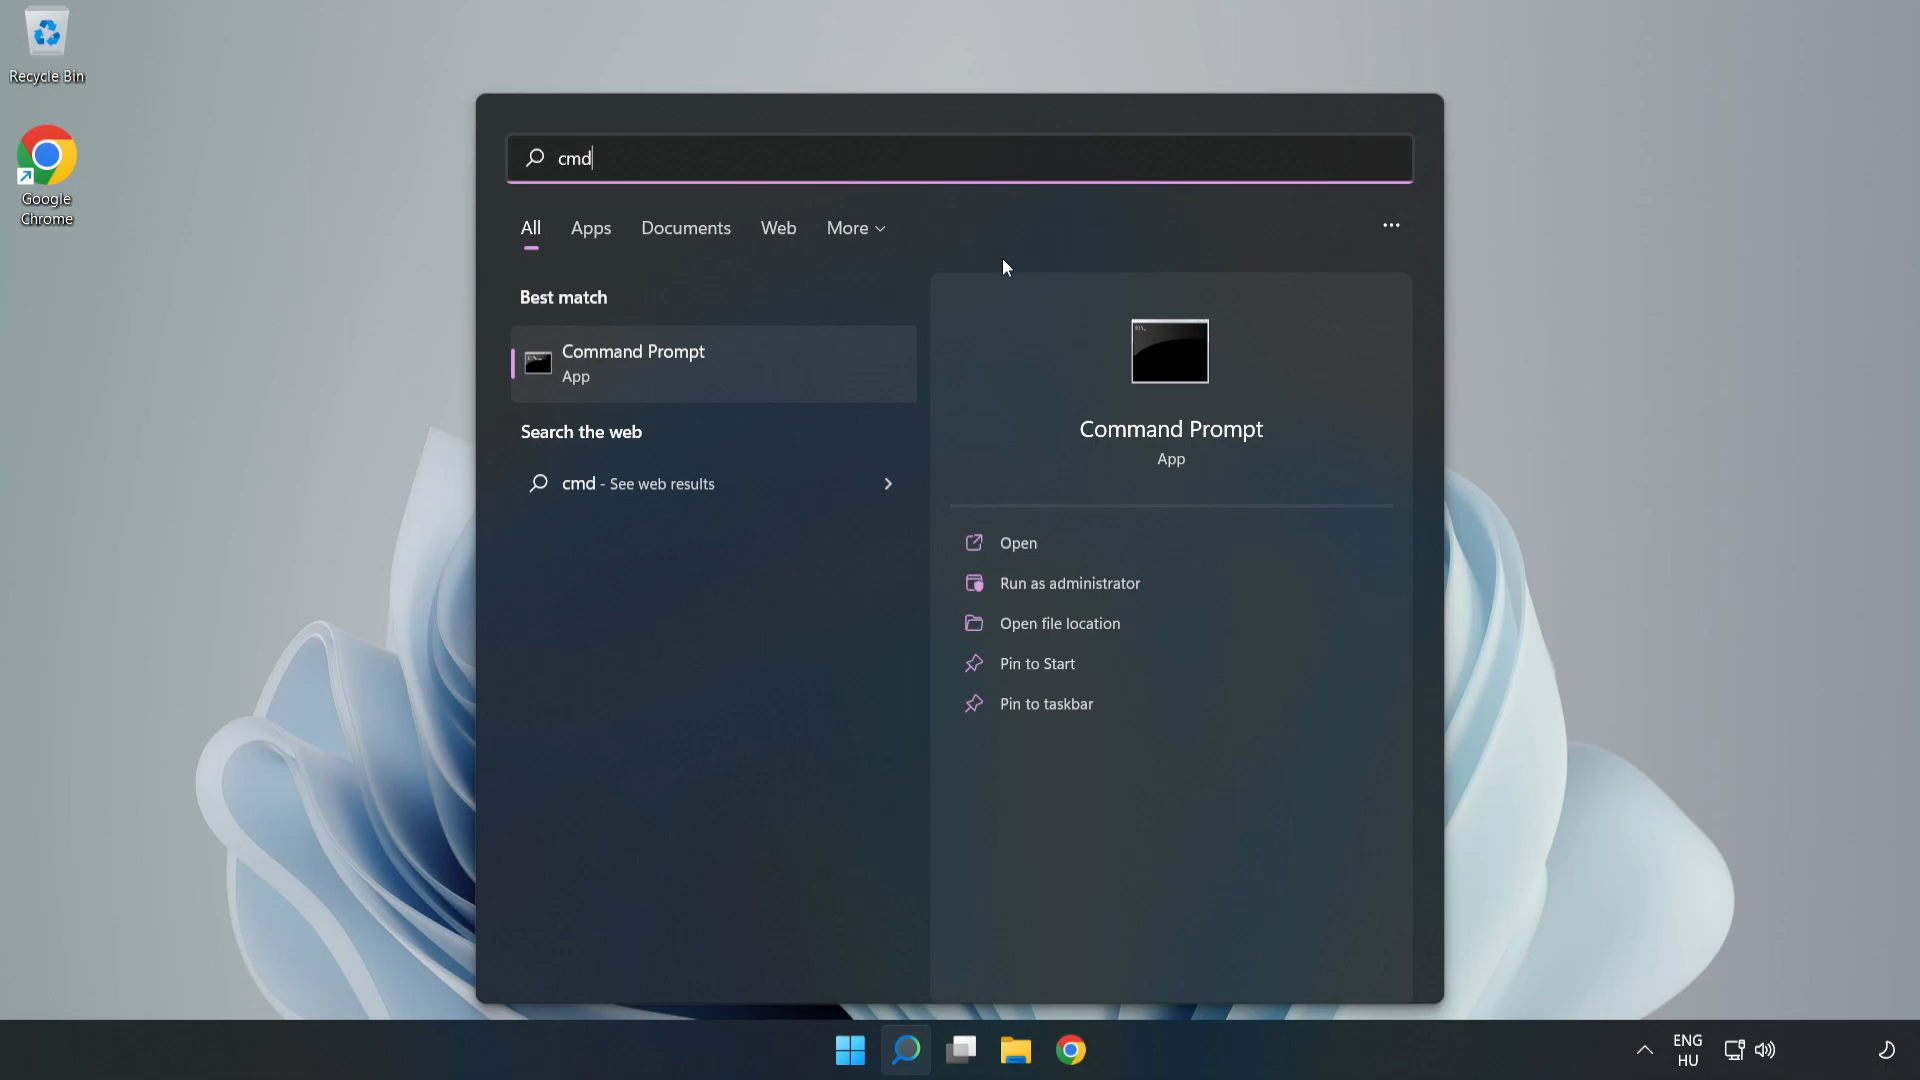 Recycle Bin
Google
Chrome
cmd
All
Apps
Documents
Web
More
Best match
Command Prompt
App
Search the web
cmd - See web results
Command Prompt
App
Open
Run as administrator
Open file location
Pin to Start
Pin to taskbar
ENG
HU